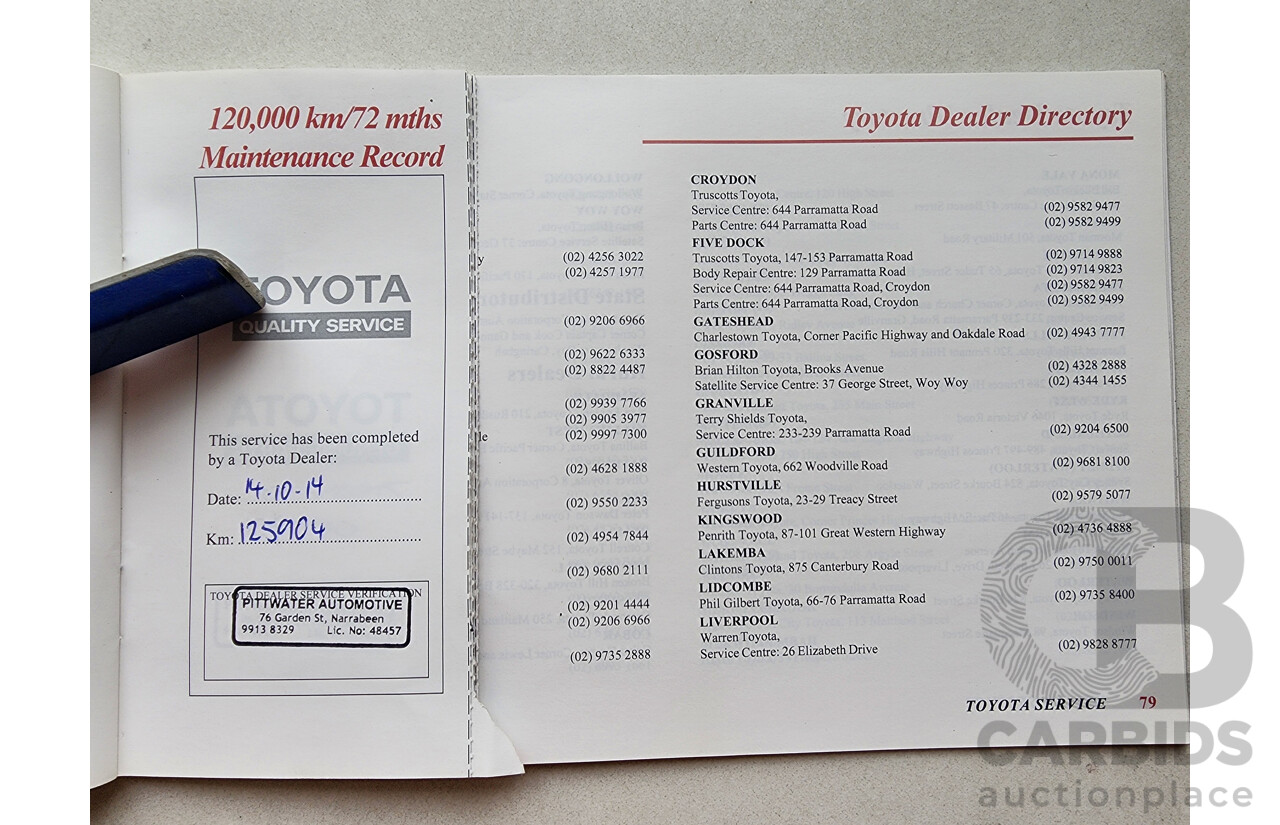 120,000 km/72 mths
Maintenance Record
TOYOTA
QUALITY SERVICE
This service has been completed
by a Toyota Dealer:
Date: 14-10-14
Km: 125904
TOYOTA DEALER SERVICE VERIFICATION
PITTWATER AUTOMOTIVE
76 Garden St, Narrabeen
9913 8329 Lic. No: 48457
y (02) 4256 3022
(02) 4257 1977
(02) 9206 6966
(02) 9622 6333
(02) 8822 4487
(02) 9939 7766
(02) 9905 3977
le (02) 9997 7300
(02) 4628 1888
(02) 9550 2233
(02) 4954 7844
(02) 9680 2111
(02) 9201 4444
(02) 9206 6966
(02) 9735 2888
Toyota Dealer Directory
CROYDON
Truscotts Toyota,
Service Centre: 644 Parramatta Road (02) 9582 9477
Parts Centre: 644 Parramatta Road (02) 9582 9499
FIVE DOCK
Truscotts Toyota, 147-153 Parramatta Road (02) 9714 9888
Body Repair Centre: 129 Parramatta Road (02) 9714 9823
Service Centre: 644 Parramatta Road, Croydon (02) 9582 9477
Parts Centre: 644 Parramatta Road, Croydon (02) 9582 9499
GATESHEAD
Charlestown Toyota, Corner Pacific Highway and Oakdale Road (02) 4943 7777
GOSFORD
Brian Hilton Toyota, Brooks Avenue (02) 4328 2888
Satellite Service Centre: 37 George Street, Woy Woy (02) 4344 1455
GRANVILLE
Terry Shields Toyota,
Service Centre: 233-239 Parramatta Road (02) 9204 6500
GUILDFORD
Western Toyota, 662 Woodville Road (02) 9681 8100
HURSTVILLE
Fergusons Toyota, 23-29 Treacy Street (02) 9579 5077
KINGSWOOD
Penrith Toyota, 87-101 Great Western Highway (02) 4736 4888
LAKEMBA
Clintons Toyota, 875 Canterbury Road (02) 9750 0011
LIDCOMBE
Phil Gilbert Toyota, 66-76 Parramatta Road (02) 9735 8400
LIVERPOOL
Warren Toyota,
Service Centre: 26 Elizabeth Drive (02) 9828 8777
TOYOTA SERVICE 79
CB
CARBIDS
auctionplace